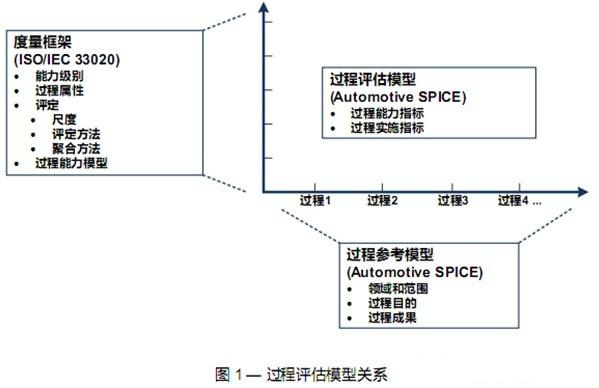 度量框架
(ISO/IEC 33020)
• 能力级别
• 过程属性
• 评定
• 尺度
• 评定方法
• 聚合方法
• 过程能力模型
过程评估模型
(Automotive SPICE)
• 过程能力指标
• 过程实施指标
过程1 过程2 过程3 过程4 ...
过程参考模型
(Automotive SPICE)
• 领域和范围
• 过程目的
• 过程成果
图 1 — 过程评估模型关系